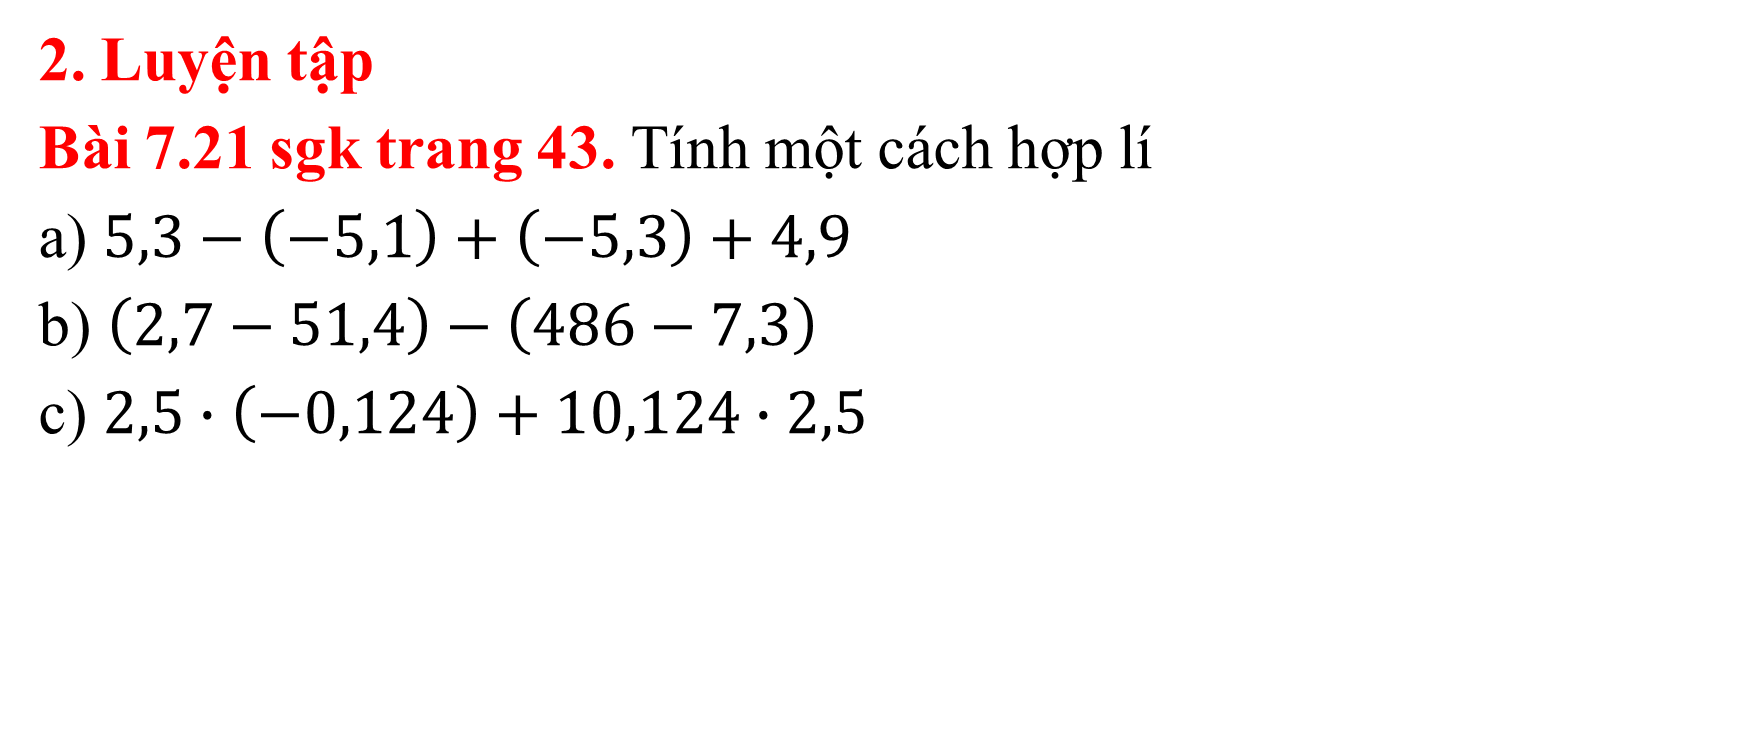 2. Luyện tập
Bài 7.21 sgk trang 43. Tính một cách hợp lí
a) 5,3 − (−5,1) + (−5,3) + 4,9
b) (2,7 − 51,4) − (486 − 7,3)
c) 2,5 · (−0,124) + 10,124 · 2,5